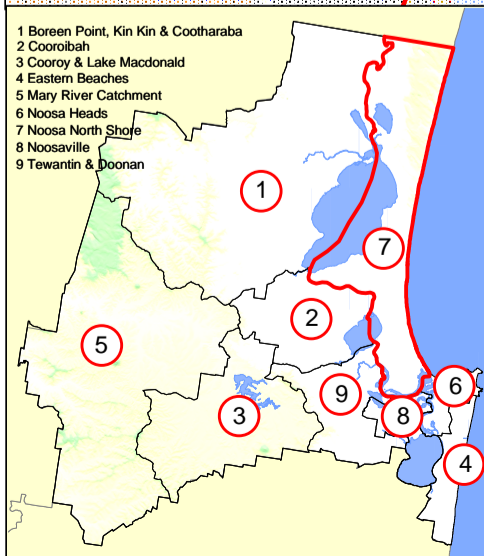 1 Boreen Point, Kin Kin & Cootharaba
2 Cooroibah
3 Cooroy & Lake Macdonald
4 Eastern Beaches
5 Mary River Catchment
6 Noosa Heads
7 Noosa North Shore
8 Noosaville
9 Tewantin & Doonan
1
7
2
5
9
6
3
8
4